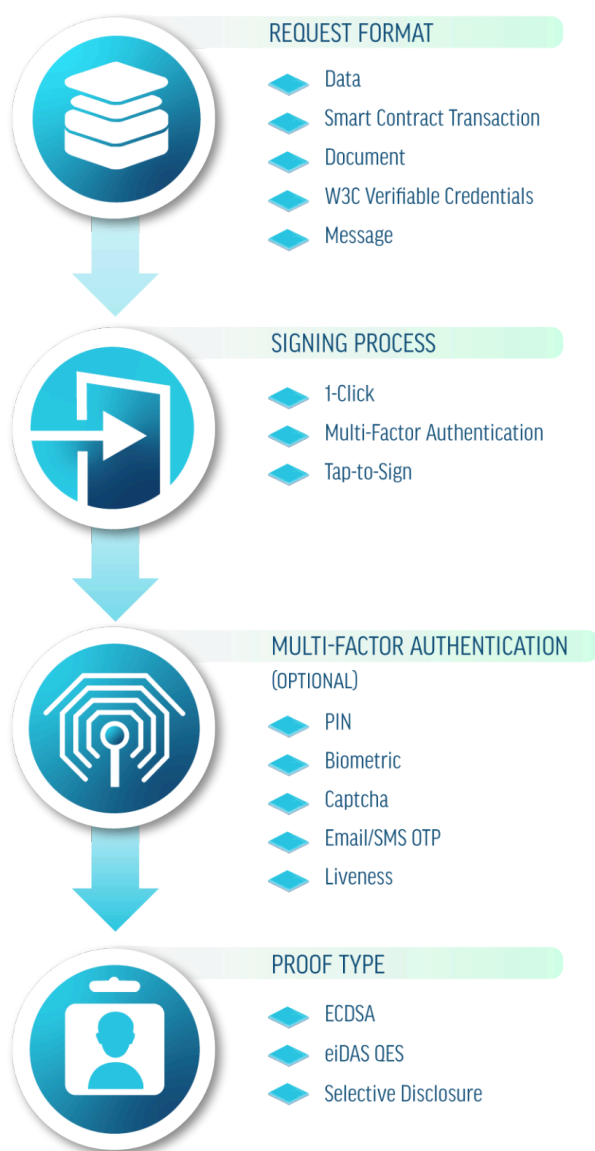 REQUEST FORMAT
Data
Smart Contract Transaction
Document
W3C Verifiable Credentials
Message
SIGNING PROCESS
1-Click
Multi-Factor Authentication
Tap-to-Sign
MULTI-FACTOR AUTHENTICATION
(OPTIONAL)
PIN
Biometric
Captcha
Email/SMS OTP
Liveness
PROOF TYPE
ECDSA
eiDAS QES
Selective Disclosure